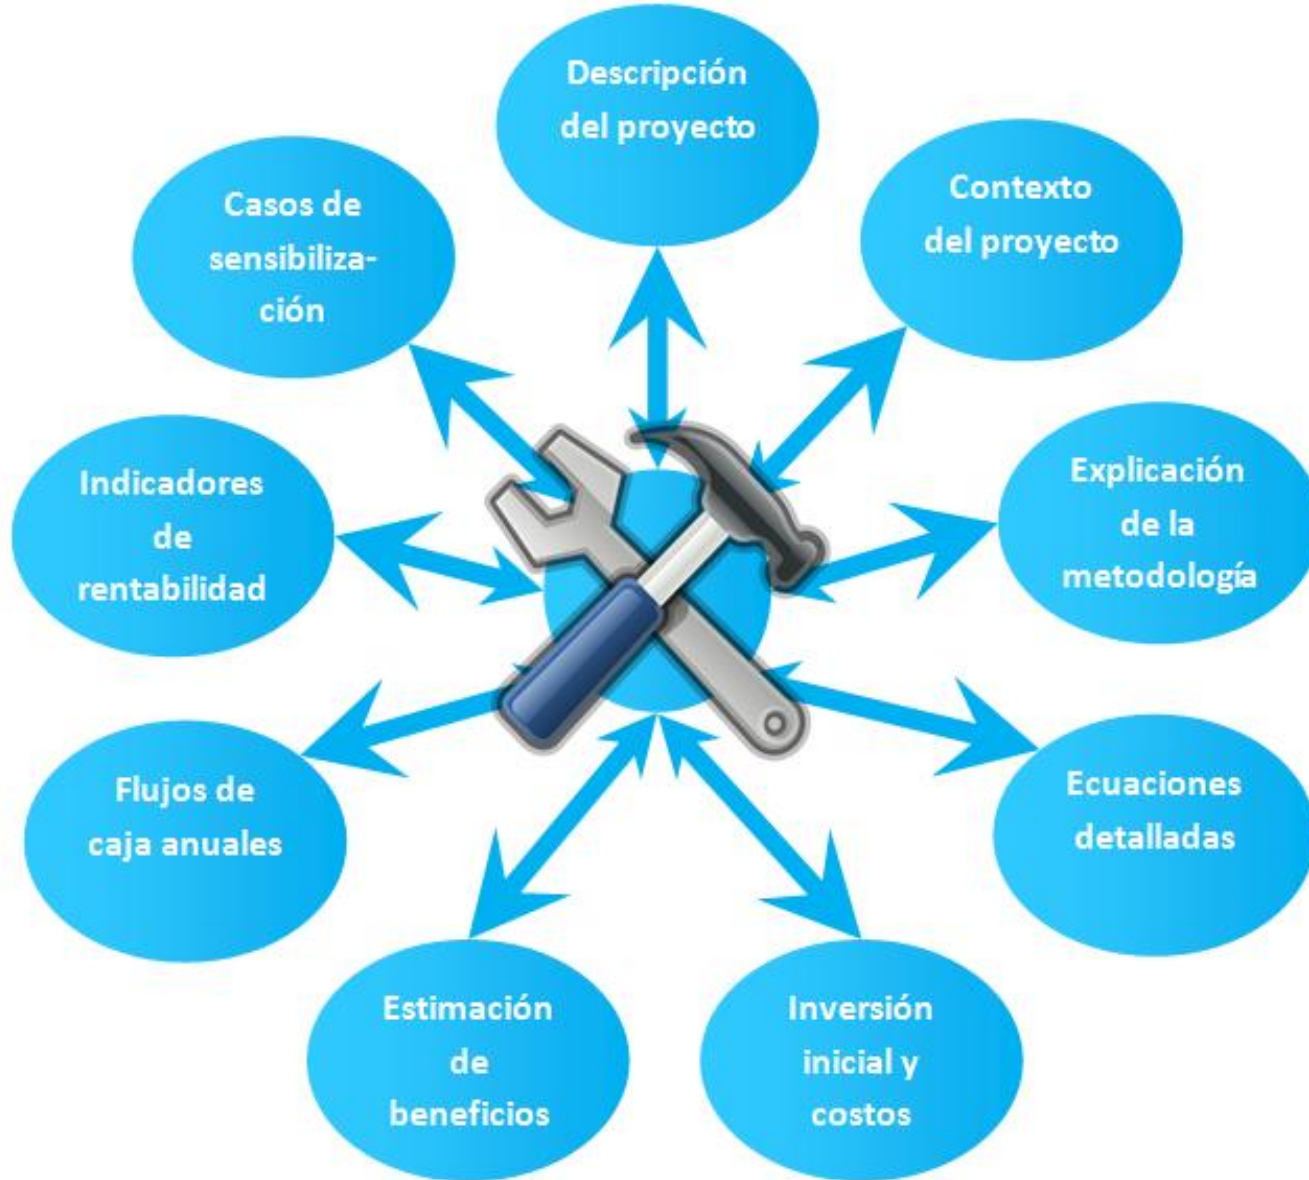 Descripción
del proyecto
Contexto
del proyecto
Explicación
de la
metodología
Ecuaciones
detalladas
Inversión
inicial y
costos
Estimación
de
beneficios
Flujos de
caja anuales
Indicadores
de
rentabilidad
Casos de
sensibiliza-
ción